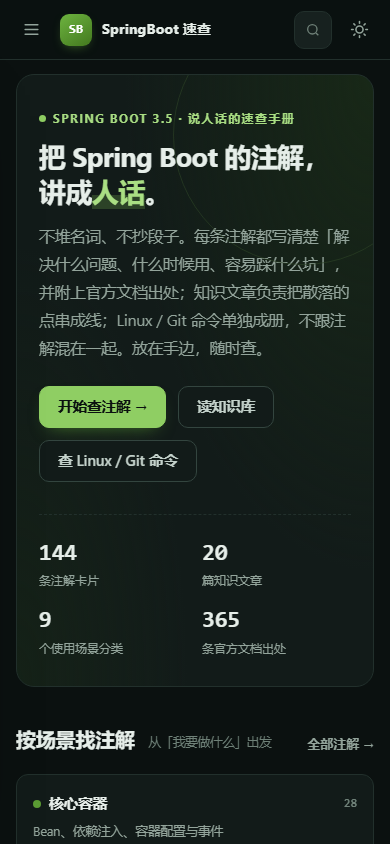 SB SpringBoot 速查
SPRING BOOT 3.5 · 说人话的速查手册
把 Spring Boot 的注解，
讲成人话。
不堆名词、不抄段子。每条注解都写清楚「解
决什么问题、什么时候用、容易踩什么坑」，
并附上官方文档出处；知识文章负责把散落的
点串成线；Linux / Git 命令单独成册，不跟注
解混在一起。放在手边，随时查。
开始查注解 → 读知识库
查 Linux / Git 命令
144 20
条注解卡片 篇知识文章
9 365
个使用场景分类 条官方文档出处
按场景找注解 从「我要做什么」出发 全部注解 →
核心容器 28
Bean、依赖注入、容器配置与事件